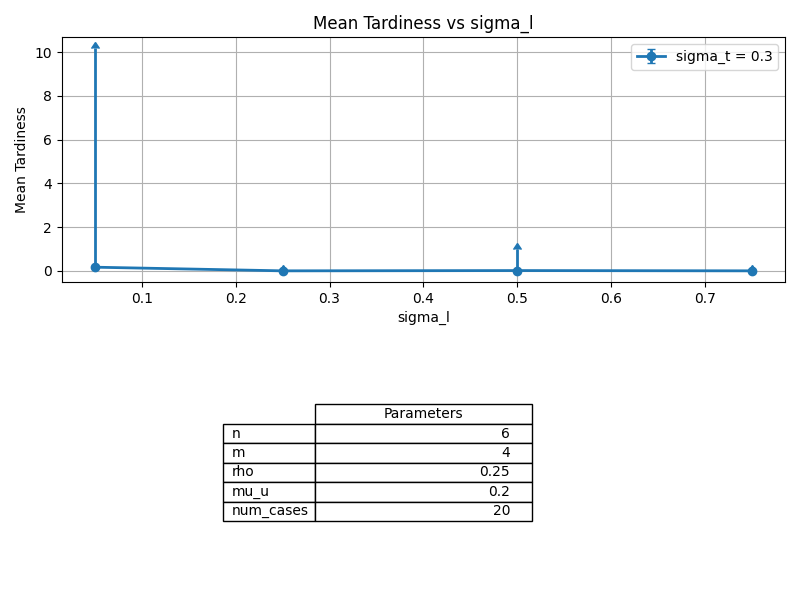 Mean Tardiness vs sigma_l
sigma_t = 0.3
10
8
6
4
2
0
Mean Tardiness
0.1 0.2 0.3 0.4 0.5 0.6 0.7
sigma_l
Parameters
n 6
m 4
rho 0.25
mu_u 0.2
num_cases 20